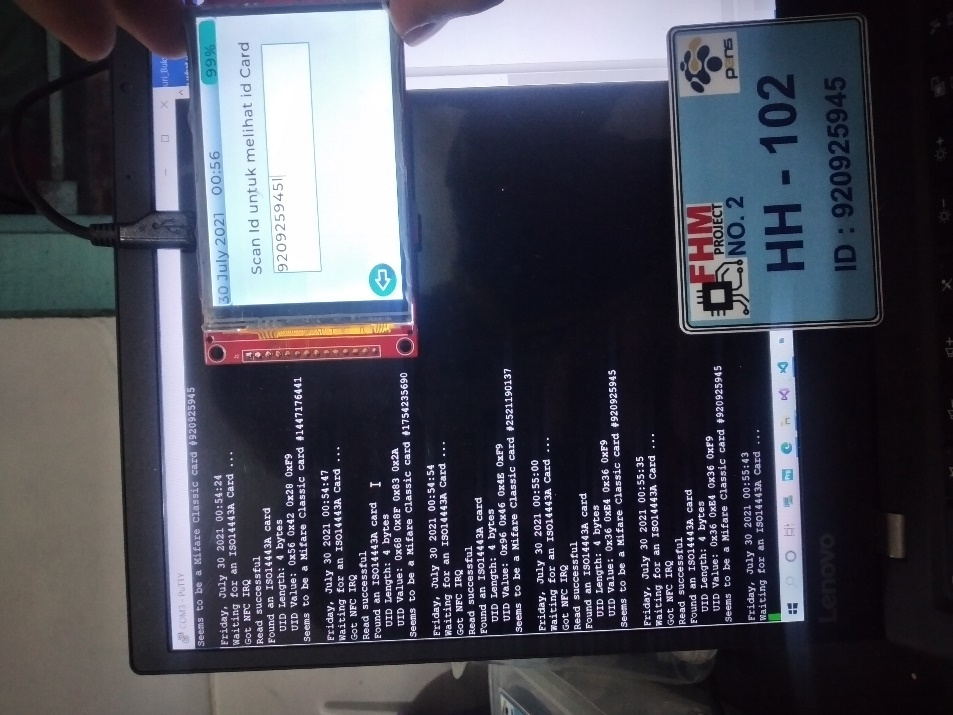 30 July 2021 00:56
99%
Scan Id untuk melihat id Card
920925945
pens
FHM
PROJECT
NO. 2
HH - 102
ID : 920925945
COM3 - PuTTY
Seems to be a Mifare Classic card #920925945
Friday, July 30 2021 00:54:24
Waiting for an ISO14443A Card ...
Got NFC IRQ
Read successful
Found an ISO14443A card
UID Length: 4 bytes
UID Value: 0x56 0x42 0x28 0xF9
Seems to be a Mifare Classic card #1447176441
Friday, July 30 2021 00:54:47
Waiting for an ISO14443A Card ...
Got NFC IRQ
Read successful
Found an ISO14443A card
UID Length: 4 bytes
UID Value: 0x68 0x8F 0x83 0x2A
Seems to be a Mifare Classic card #1754235690
Friday, July 30 2021 00:54:54
Waiting for an ISO14443A Card ...
Got NFC IRQ
Read successful
Found an ISO14443A card
UID Length: 4 bytes
UID Value: 0x96 0x46 0x4E 0xF9
Seems to be a Mifare Classic card #2521190137
Friday, July 30 2021 00:55:00
Waiting for an ISO14443A Card ...
Got NFC IRQ
Read successful
Found an ISO14443A card
UID Length: 4 bytes
UID Value: 0x36 0xE4 0x36 0xF9
Seems to be a Mifare Classic card #920925945
Friday, July 30 2021 00:55:35
Waiting for an ISO14443A Card ...
Got NFC IRQ
Read successful
Found an ISO14443A card
UID Length: 4 bytes
UID Value: 0x36 0xE4 0x36 0xF9
Seems to be a Mifare Classic card #920925945
Friday, July 30 2021 00:55:43
Waiting for an ISO14443A Card ...
Lenovo